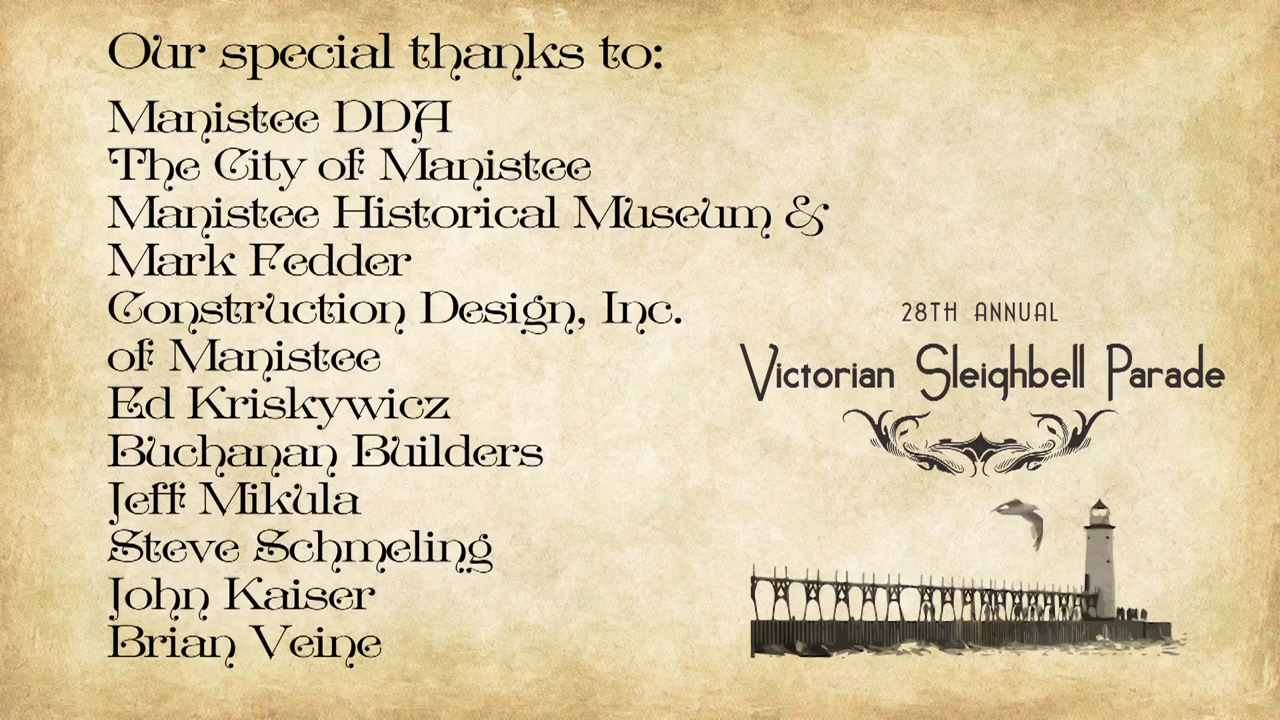 Our special thanks to:
Manistee DDA
The City of Manistee
Manistee Historical Museum &
Mark Fedder
Construction Design, Inc.
of Manistee
Ed Kriskywicz
Buchanan Builders
Jeff Mikula
Steve Schmeling
John Kaiser
Brian Veine
28TH ANNUAL
Victorian Sleighbell Parade